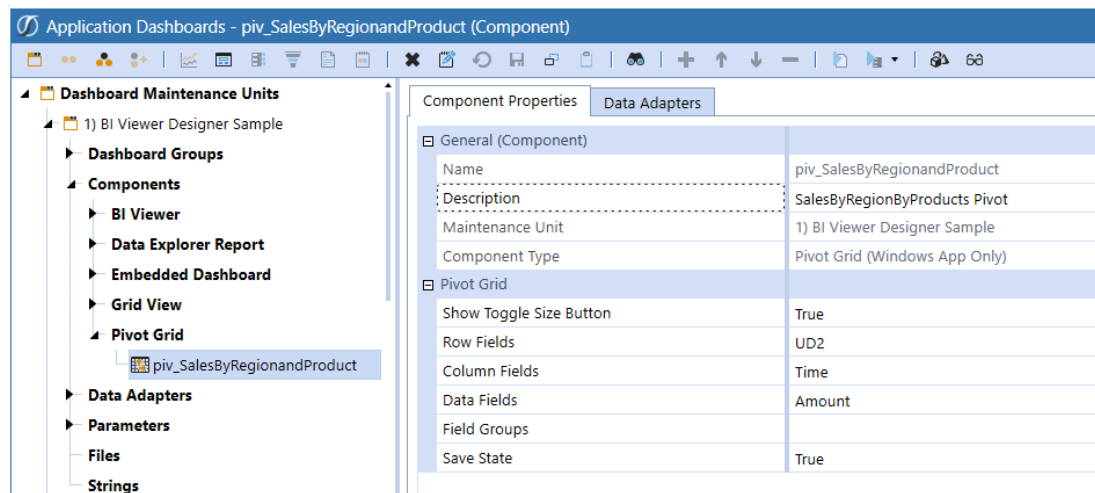 Application Dashboards - piv_SalesByRegionandProduct (Component)
Dashboard Maintenance Units
1) BI Viewer Designer Sample
Dashboard Groups
Components
BI Viewer
Data Explorer Report
Embedded Dashboard
Grid View
Pivot Grid
piv_SalesByRegionandProduct
Data Adapters
Parameters
Files
Strings
Component Properties
Data Adapters
General (Component)
Name piv_SalesByRegionandProduct
Description SalesByRegionByProducts Pivot
Maintenance Unit 1) BI Viewer Designer Sample
Component Type Pivot Grid (Windows App Only)
Pivot Grid
Show Toggle Size Button True
Row Fields UD2
Column Fields Time
Data Fields Amount
Field Groups
Save State True